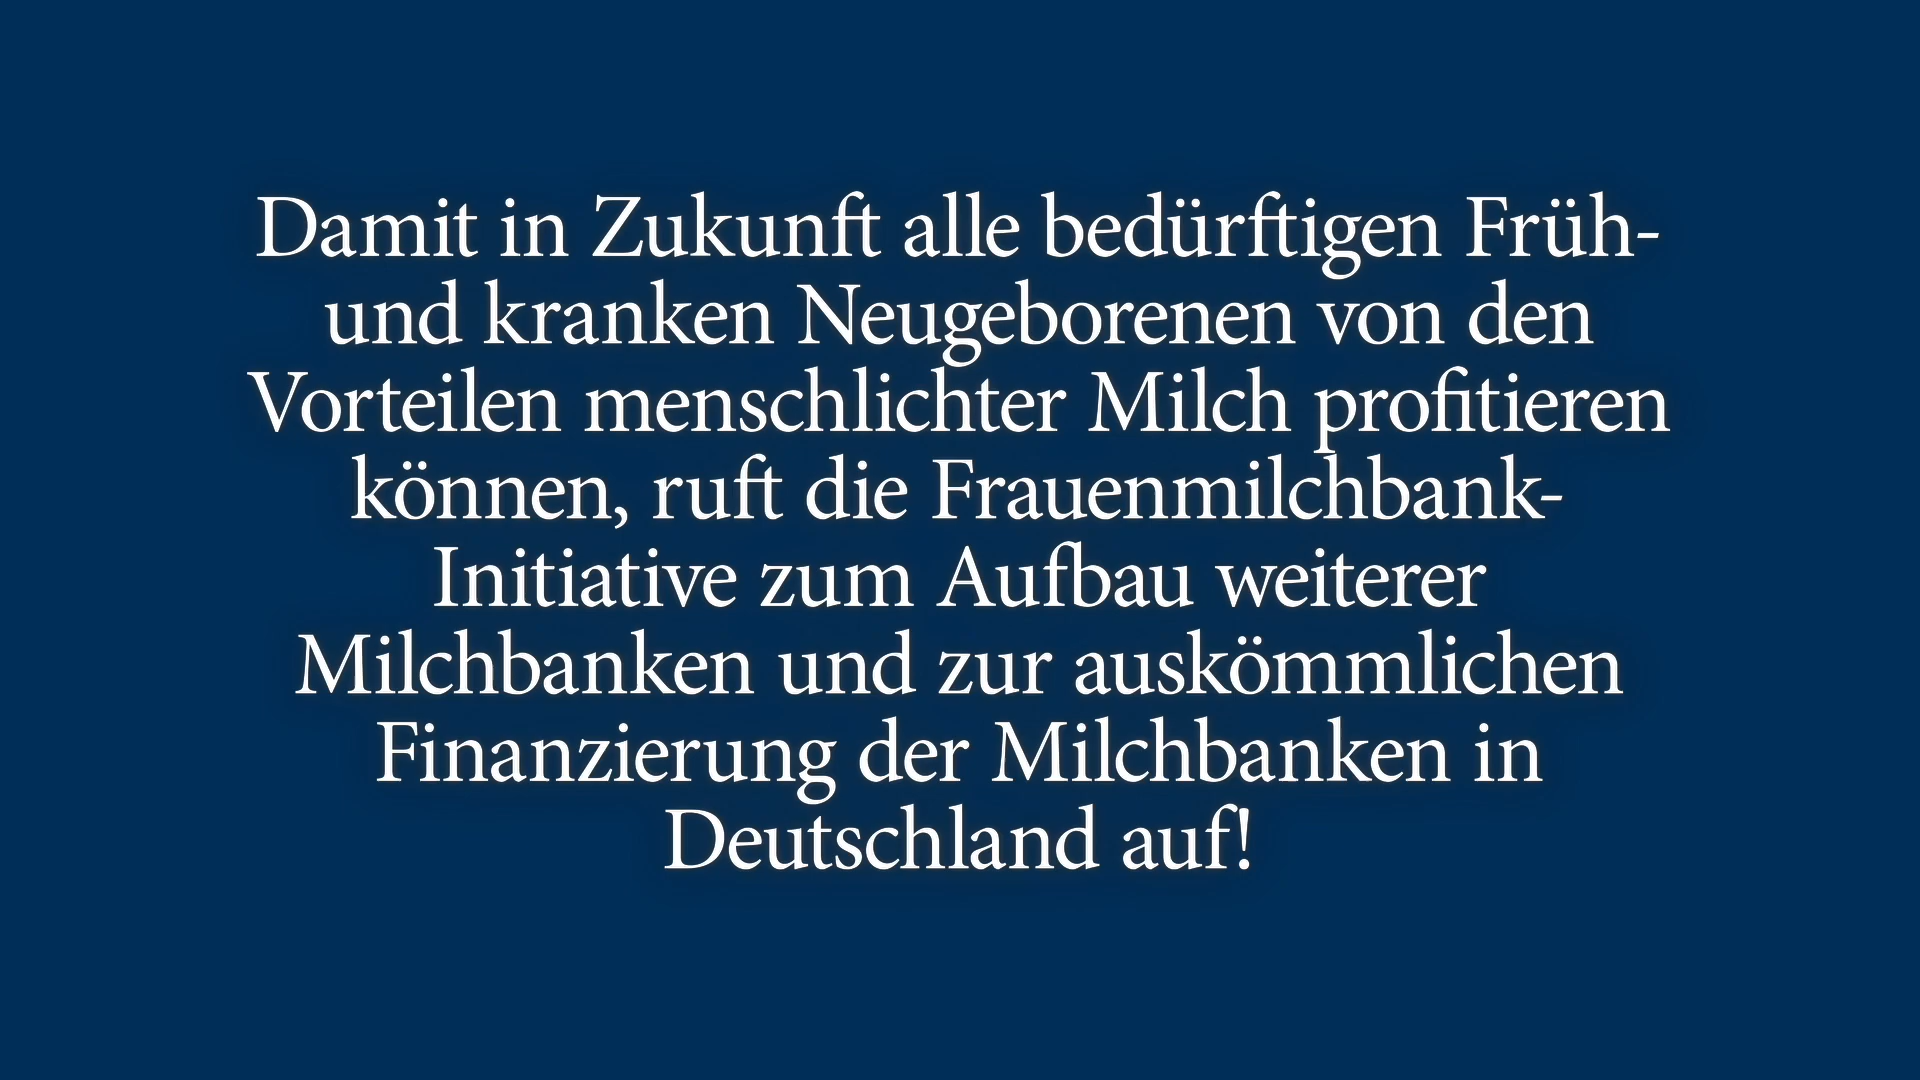 Damit in Zukunft alle bedürftigen Früh-
und kranken Neugeborenen von den
Vorteilen menschlichter Milch profitieren
können, ruft die Frauenmilchbank-
Initiative zum Aufbau weiterer
Milchbanken und zur auskömmlichen
Finanzierung der Milchbanken in
Deutschland auf!